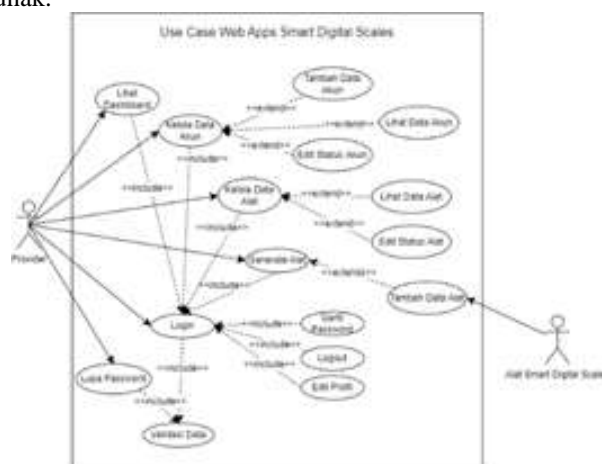 unak.
Use Case Web Apps Smart Digital Scales
Tambah Data
Akun
Lihat
Dashboard
<<extend>>
Kelola Data
Akun
<<extend>>
Lihat Data Akun
<<extend>>
Edit Status Akun
<<include>>
<<include>>
Kelola Data
Alat
<<extend>>
Lihat Data Alat
<<include>>
<<extend>>
Edit Status Alat
Provider
Generate Alat
<<extend>>
<<include>>
Tambah Data Alat
Login
<<include>>
Ganti
Password
<<include>>
Logout
<<include>>
Edit Profil
Alat Smart Digital Scale
Lupa Password
<<include>>
<<include>>
Validasi Data